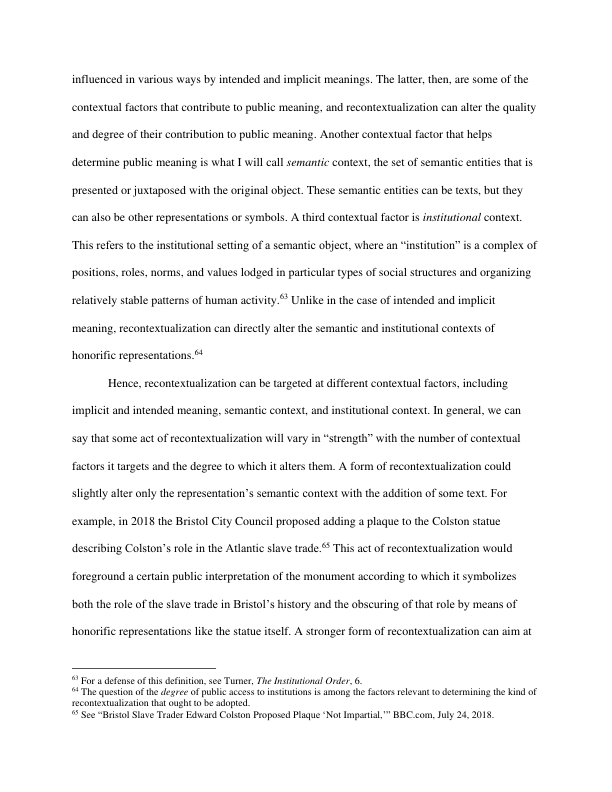 influenced in various ways by intended and implicit meanings. The latter, then, are some of the
contextual factors that contribute to public meaning, and recontextualization can alter the quality
and degree of their contribution to public meaning. Another contextual factor that helps
determine public meaning is what I will call semantic context, the set of semantic entities that is
presented or juxtaposed with the original object. These semantic entities can be texts, but they
can also be other representations or symbols. A third contextual factor is institutional context.
This refers to the institutional setting of a semantic object, where an “institution” is a complex of
positions, roles, norms, and values lodged in particular types of social structures and organizing
relatively stable patterns of human activity.63 Unlike in the case of intended and implicit
meaning, recontextualization can directly alter the semantic and institutional contexts of
honorific representations.64
Hence, recontextualization can be targeted at different contextual factors, including
implicit and intended meaning, semantic context, and institutional context. In general, we can
say that some act of recontextualization will vary in “strength” with the number of contextual
factors it targets and the degree to which it alters them. A form of recontextualization could
slightly alter only the representation’s semantic context with the addition of some text. For
example, in 2018 the Bristol City Council proposed adding a plaque to the Colston statue
describing Colston’s role in the Atlantic slave trade.65 This act of recontextualization would
foreground a certain public interpretation of the monument according to which it symbolizes
both the role of the slave trade in Bristol’s history and the obscuring of that role by means of
honorific representations like the statue itself. A stronger form of recontextualization can aim at
63 For a defense of this definition, see Turner, The Institutional Order, 6.
64 The question of the degree of public access to institutions is among the factors relevant to determining the kind of
recontextualization that ought to be adopted.
65 See “Bristol Slave Trader Edward Colston Proposed Plaque ‘Not Impartial,’” BBC.com, July 24, 2018.